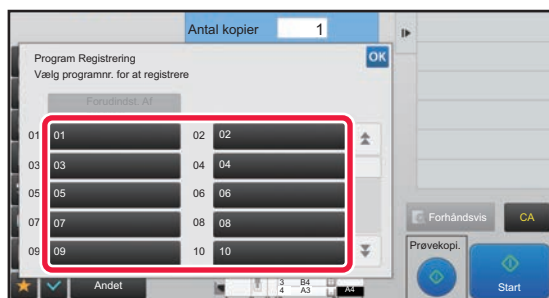 Antal kopier 1
Program Registrering
OK
Vælg programnr. for at registrere
Forudindst. Af
01 01 02 02
03 03 04 04
05 05 06 06
07 07 08 08
09 09 10 10
Forhåndsvis CA
Prøvekopi.
Andet
3 B4
4 A3 A4
Start